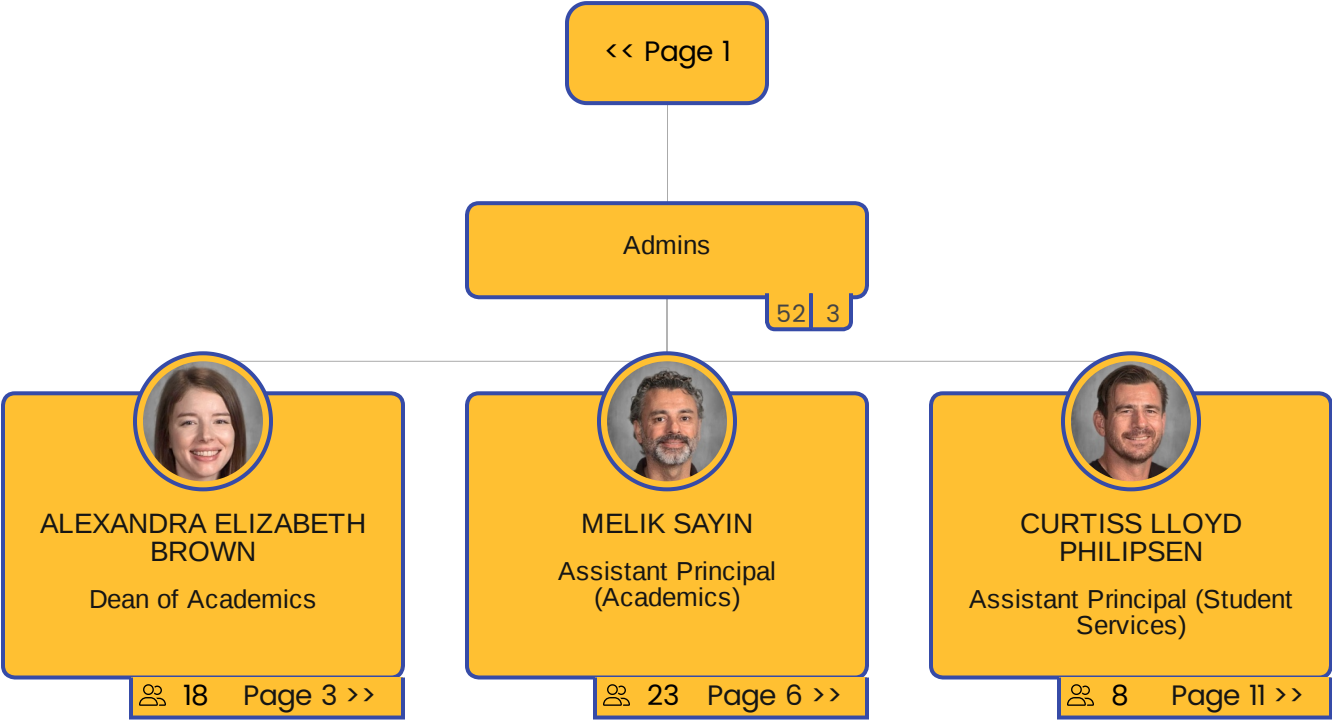 << Page 1
Admins
52 3
ALEXANDRA ELIZABETH
BROWN
Dean of Academics
18 Page 3 >>
MELIK SAYIN
Assistant Principal
(Academics)
23 Page 6 >>
CURTISS LLOYD
PHILIPSEN
Assistant Principal (Student
Services)
8 Page 11 >>